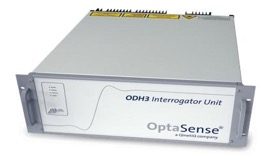 ODH3 Interrogator Unit
OptaSense®
a QinetiQ company